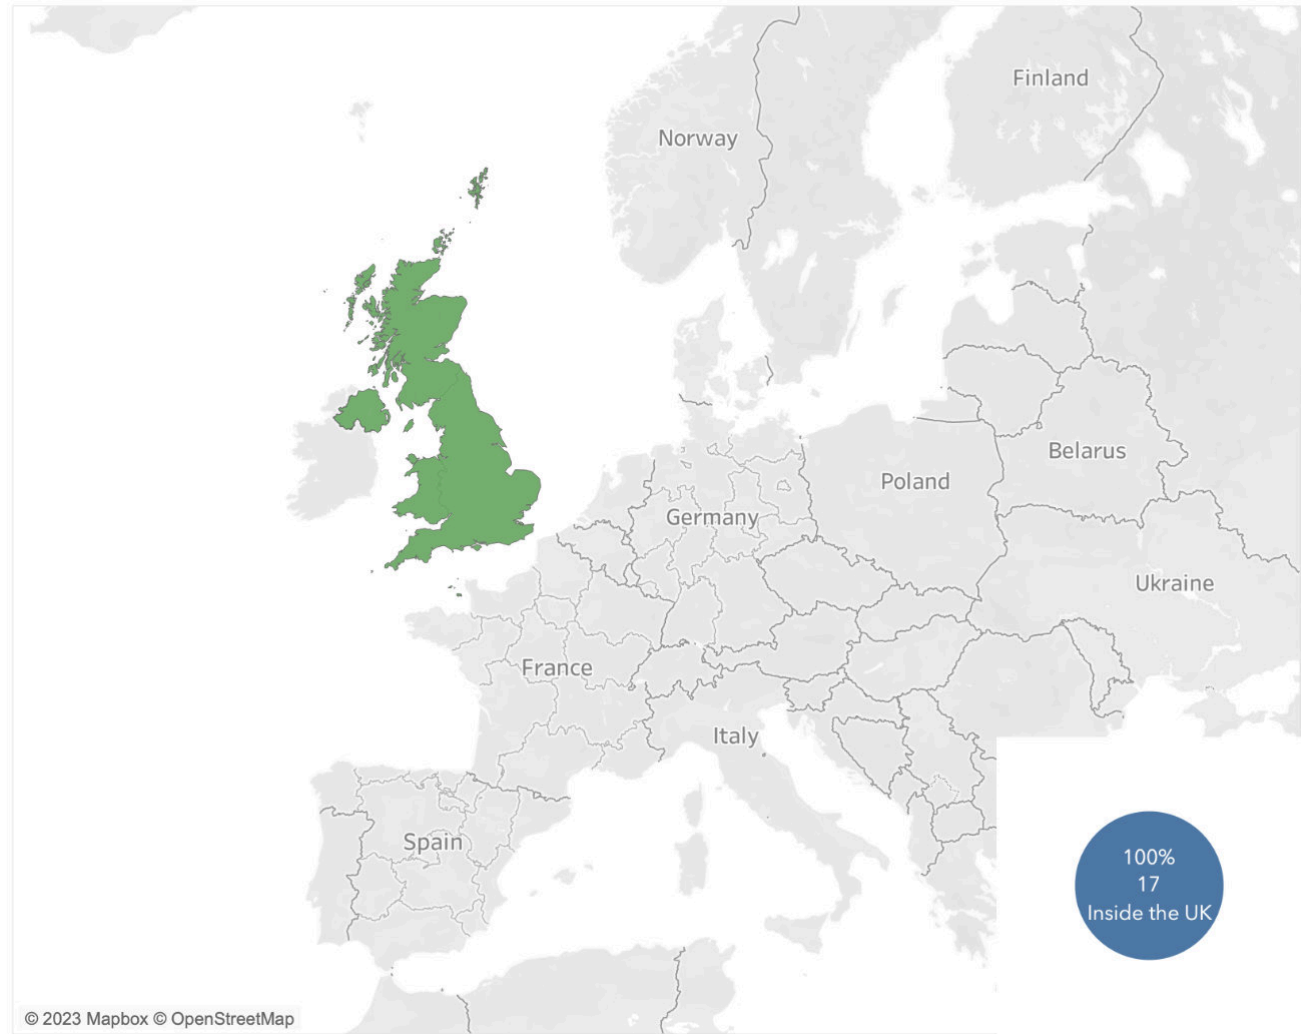 Finland
Norway
Belarus
Poland
Germany
Ukraine
France
Italy
Spain
100%
17
Inside the UK
© 2023 Mapbox © OpenStreetMap